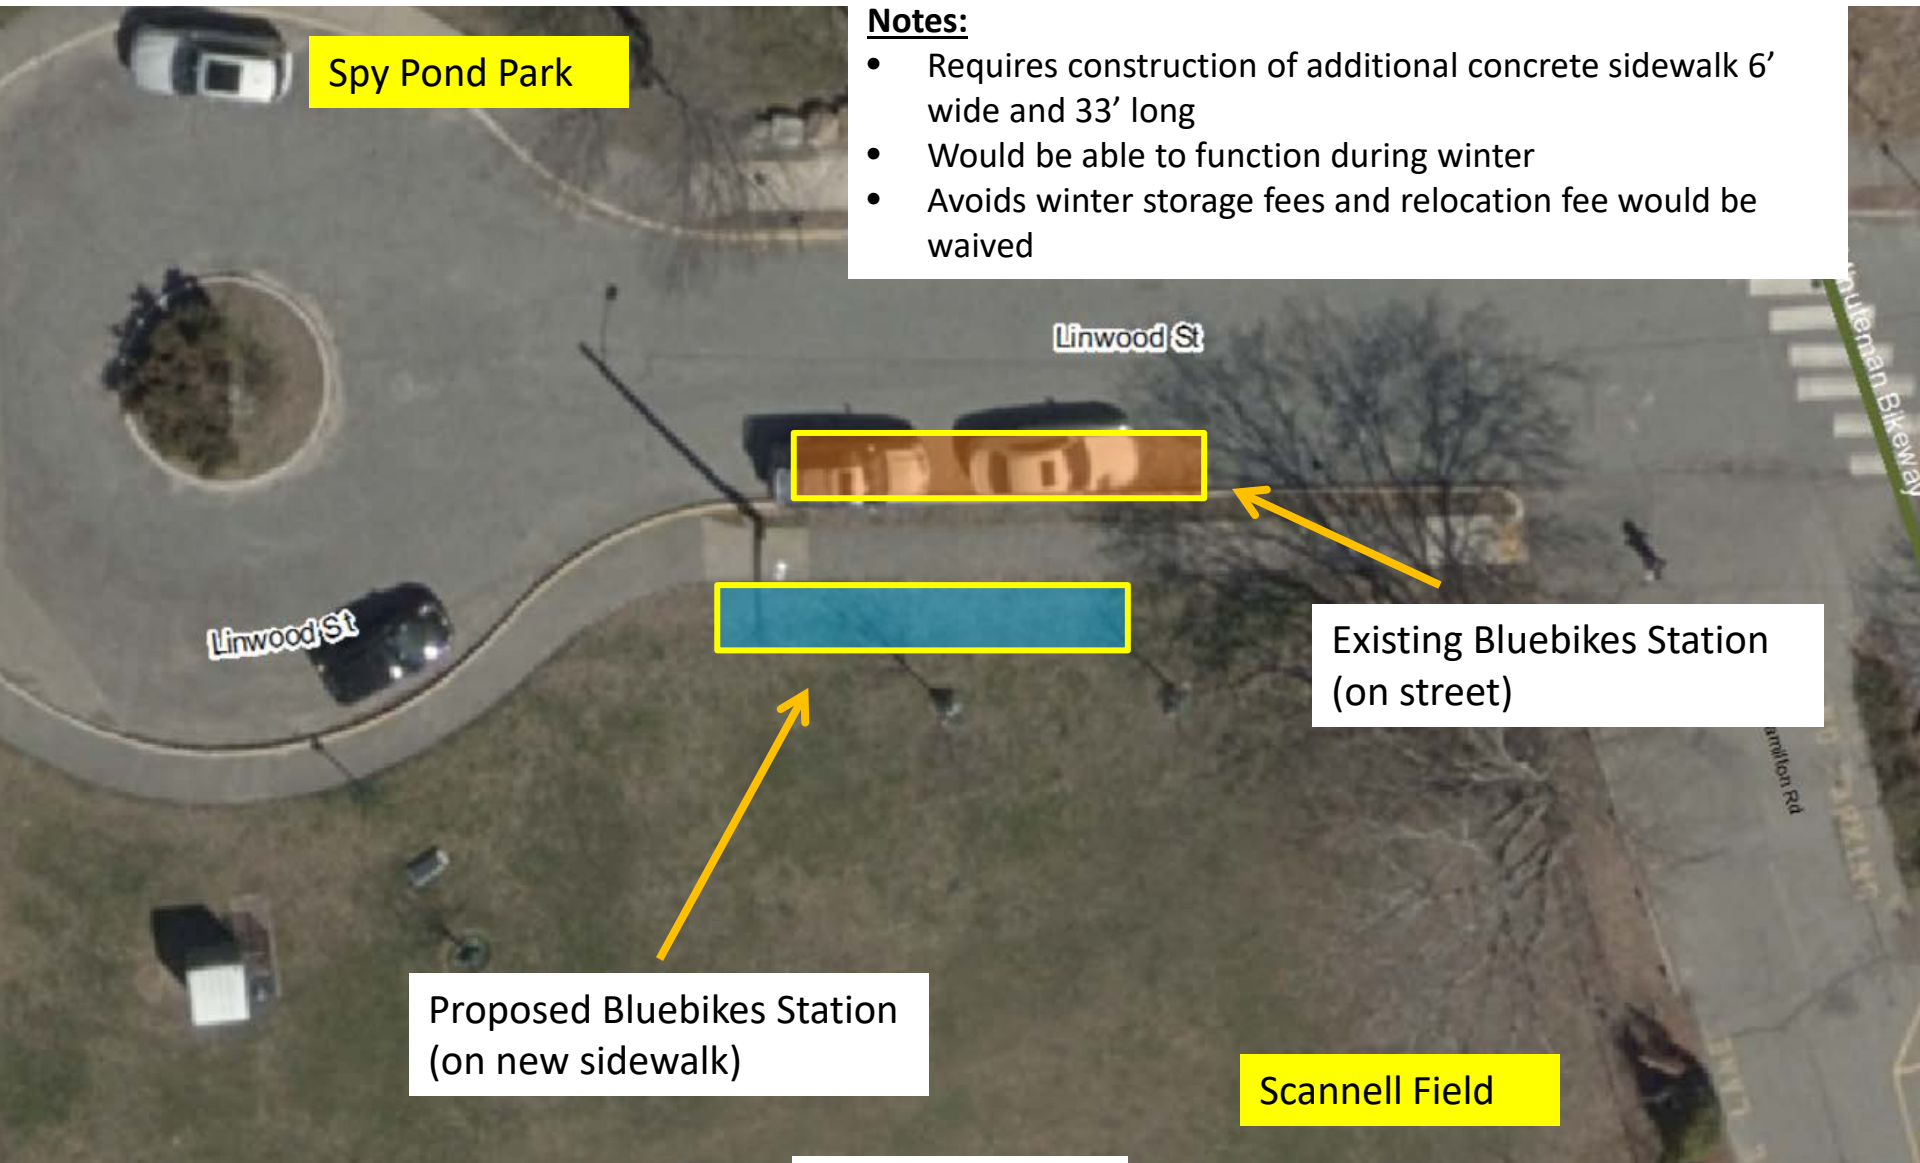 Notes:
• Requires construction of additional concrete sidewalk 6’
wide and 33’ long
• Would be able to function during winter
• Avoids winter storage fees and relocation fee would be
waived
Spy Pond Park
Linwood St
Bikeway
Linwood St
Existing Bluebikes Station
(on street)
Proposed Bluebikes Station
(on new sidewalk)
Scannell Field